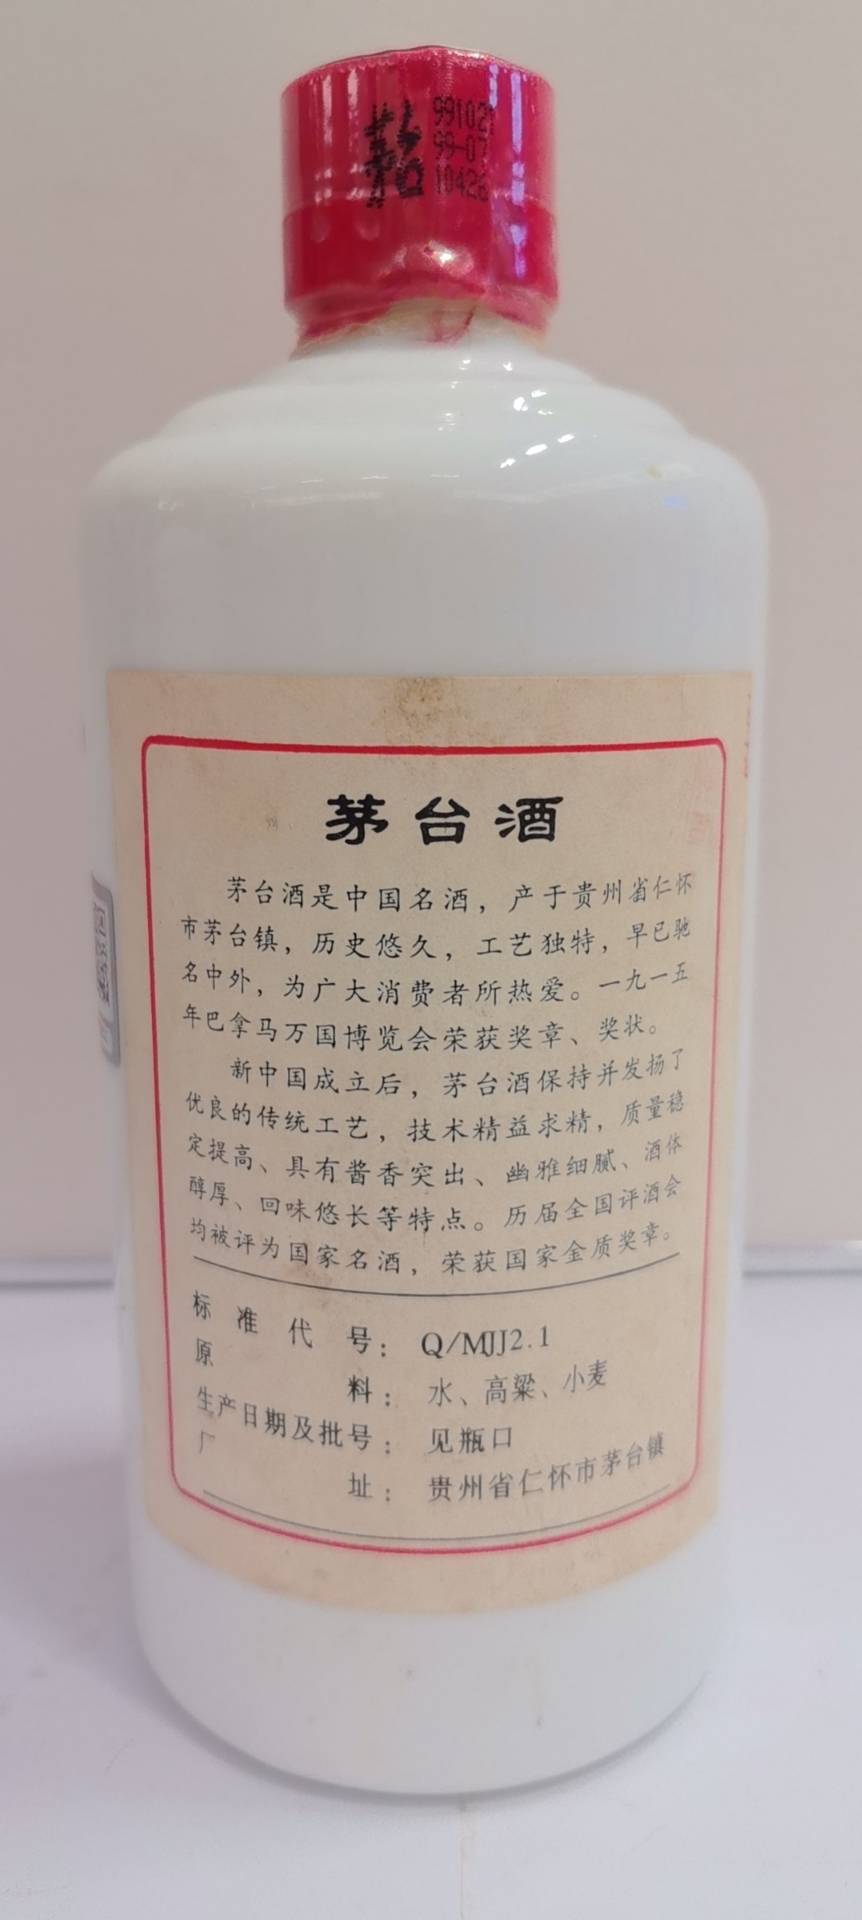 991021
99-07
10426
茅台酒
茅台酒是中国名酒，产于贵州省仁怀
市茅台镇，历史悠久，工艺独特，早已驰
名中外，为广大消费者所热爱。一九一五
年巴拿马万国博览会荣获奖章、奖状。
新中国成立后，茅台酒保持并发扬了
优良的传统工艺，技术精益求精，质量稳
定提高、具有酱香突出、幽雅细腻、酒体
醇厚、回味悠长等特点。历届全国评酒会
均被评为国家名酒，荣获国家金质奖章。
标准代号：Q/MJJ2.1
原料：水、高粱、小麦
生产日期及批号：见瓶口
厂址：贵州省仁怀市茅台镇